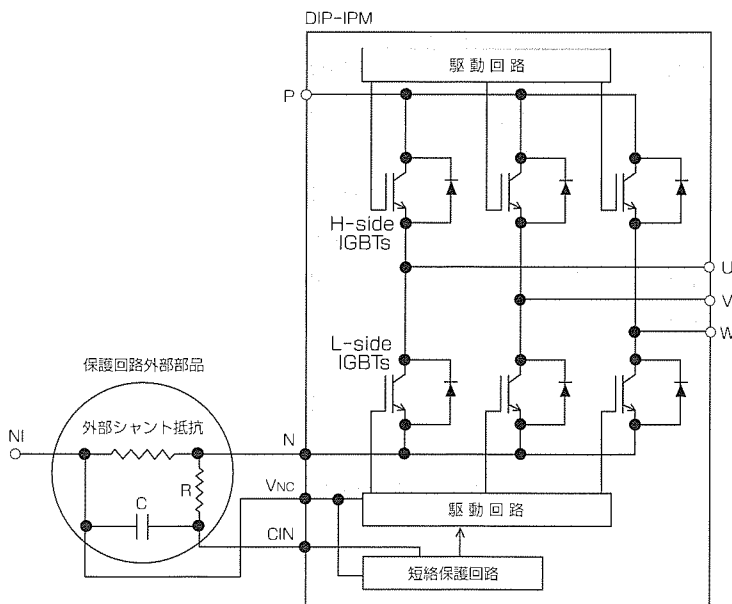 DIP-IPM
駆動回路
P
H-side
IGBTs
U
V
W
L-side
IGBTs
保護回路外部部品
外部シャント抵抗
NI
N
R
C
VNC
駆動回路
CIN
短絡保護回路